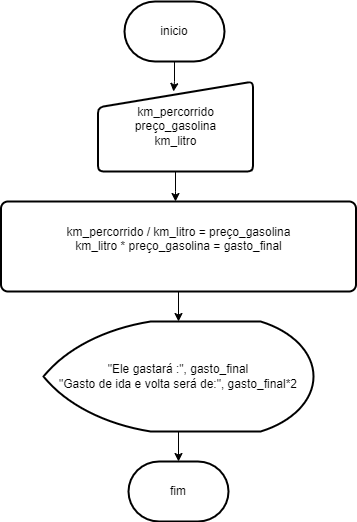 inicio
km_percorrido
preço_gasolina
km_litro
km_percorrido / km_litro = preço_gasolina
km_litro * preço_gasolina = gasto_final
"Ele gastará :", gasto_final
"Gasto de ida e volta será de:", gasto_final*2
fim